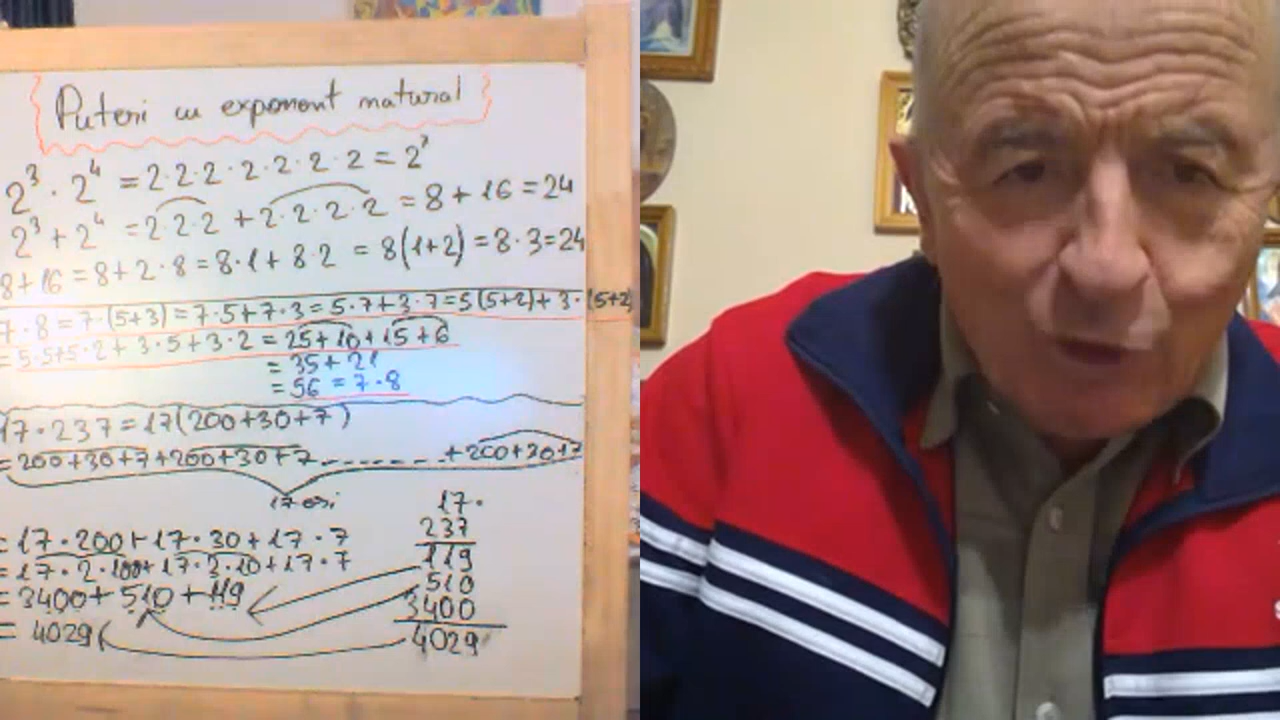 Puteri cu exponent natural
2³ · 2⁴ = 2·2·2·2·2·2·2 = 2⁷
2³ + 2⁴ = 2·2·2 + 2·2·2·2 = 8 + 16 = 24
8 + 16 = 8 + 2·8 = 8·1 + 8·2 = 8(1+2) = 8·3=24
7·8 = 7·(5+3) = 7·5+7·3 = 5·7+3·7 = 5(5+2) + 3·(5+2)
= 5·5+5·2 + 3·5 + 3·2 = 25+10+15+6
= 35 + 21
= 56 = 7·8
17·237 = 17(200+30+7)
= 200+30+7+200+30+7 - - - - - - - +200+30+7
17 ori
17·
237
= 17·200+17·30+17·7
119
= 17·2·100+17·3·10+17·7
510
= 3400+ 510 + 119
3400
= 4029
4029